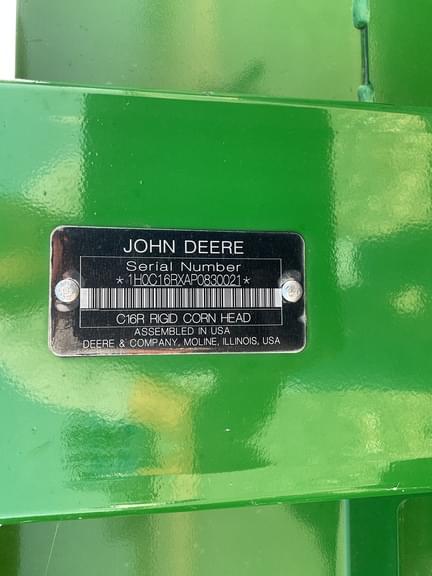 JOHN DEERE
Serial Number
*1H0C16RXAP0830021*
C16R RIGID CORN HEAD
ASSEMBLED IN USA
DEERE & COMPANY, MOLINE, ILLINOIS, USA